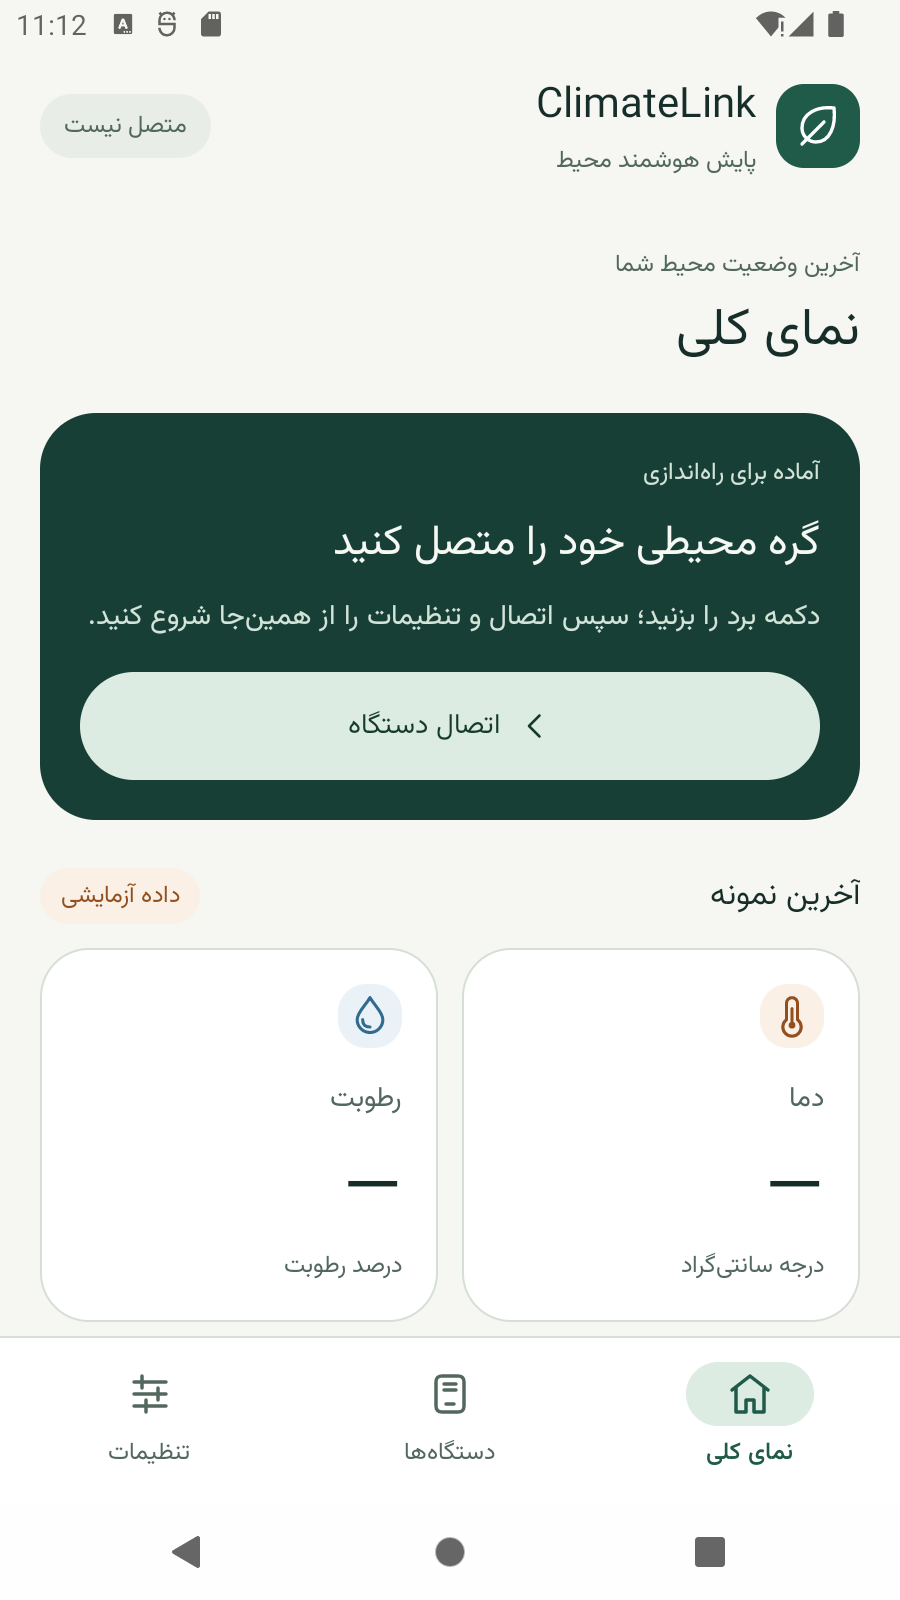 11:12
ClimateLink
پایش هوشمند محیط
متصل نیست
آخرین وضعیت محیط شما
نمای کلی
آماده برای راه‌اندازی
گره محیطی خود را متصل کنید
دکمه برد را بزنید؛ سپس اتصال و تنظیمات را از همین‌جا شروع کنید.
اتصال دستگاه
آخرین نمونه
داده آزمایشی
دما
—
درجه سانتی‌گراد
رطوبت
—
درصد رطوبت
نمای کلی
دستگاه‌ها
تنظیمات